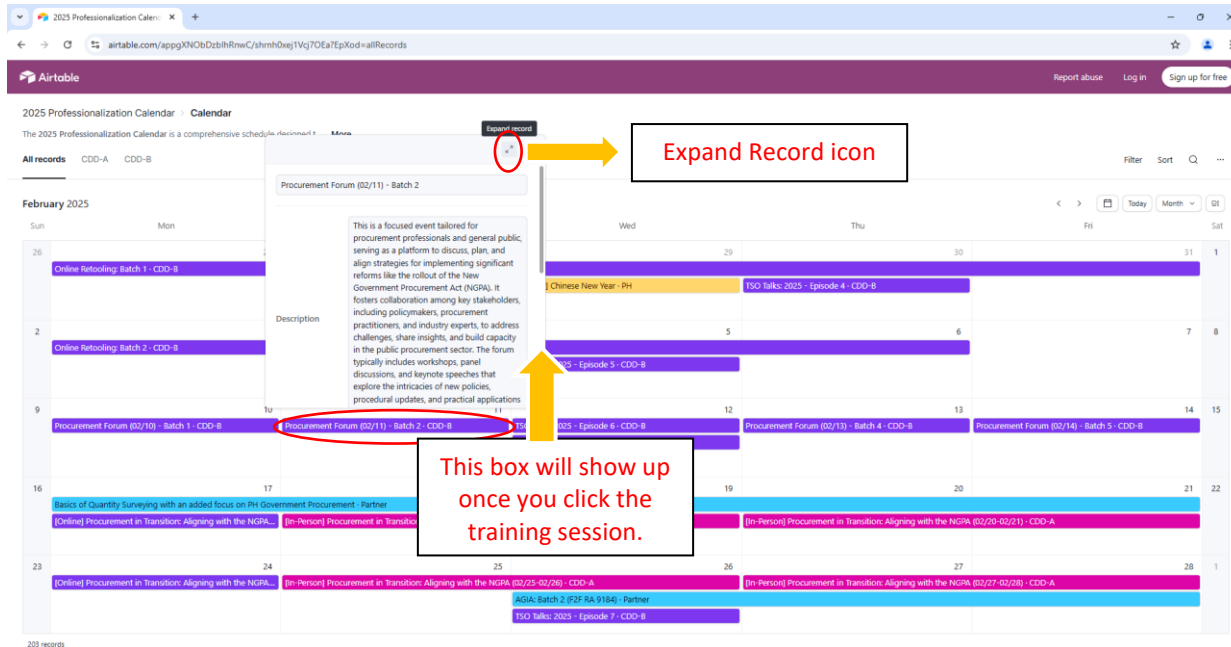 2025 Professionalization Calend
airtable.com/appgXNObDzblhRnwC/shrmh0xej1Vcj7OEa?EpXod=allRecords
Airtable
Report abuse
Log in
Sign up for free
2025 Professionalization Calendar > Calendar
The 2025 Professionalization Calendar is a comprehensive schedule designed t... More
All records CDD-A CDD-B
Filter Sort
Expand record
Expand Record icon
Procurement Forum (02/11) - Batch 2
Description
This is a focused event tailored for
procurement professionals and general public,
serving as a platform to discuss, plan, and
align strategies for implementing significant
reforms like the rollout of the New
Government Procurement Act (NGPA). It
fosters collaboration among key stakeholders,
including policymakers, procurement
practitioners, and industry experts, to address
challenges, share insights, and build capacity
in the public procurement sector. The forum
typically includes workshops, panel
discussions, and keynote speeches that
explore the intricacies of new policies,
procedural updates, and practical applications
February 2025
Today Month
Sun Mon Wed Thu Fri Sat
26 2 29 30 31 1
Online Retooling: Batch 1 - CDD-B
] Chinese New Year - PH
TSO Talks: 2025 - Episode 4 - CDD-B
2 5 6 7 8
Online Retooling: Batch 2 - CDD-B
2025 - Episode 5 - CDD-B
9 10 11 12 13 14 15
Procurement Forum (02/10) - Batch 1 - CDD-B
Procurement Forum (02/11) - Batch 2 - CDD-B
TSO 2025 - Episode 6 - CDD-B
Procurement Forum (02/13) - Batch 4 - CDD-B
Procurement Forum (02/14) - Batch 5 - CDD-B
This box will show up
once you click the
training session.
16 17 19 20 21 22
Basics of Quantity Surveying with an added focus on PH Government Procurement - Partner
[Online] Procurement in Transition: Aligning with the NGPA...
[In-Person] Procurement in Transitio
[In-Person] Procurement in Transition: Aligning with the NGPA (02/20-02/21) - CDD-A
23 24 25 26 27 28 1
[Online] Procurement in Transition: Aligning with the NGPA...
[In-Person] Procurement in Transition: Aligning with the NGPA (02/25-02/26) - CDD-A
[In-Person] Procurement in Transition: Aligning with the NGPA (02/27-02/28) - CDD-A
AGIA: Batch 2 (F2F RA 9184) - Partner
TSO Talks: 2025 - Episode 7 - CDD-B
203 records